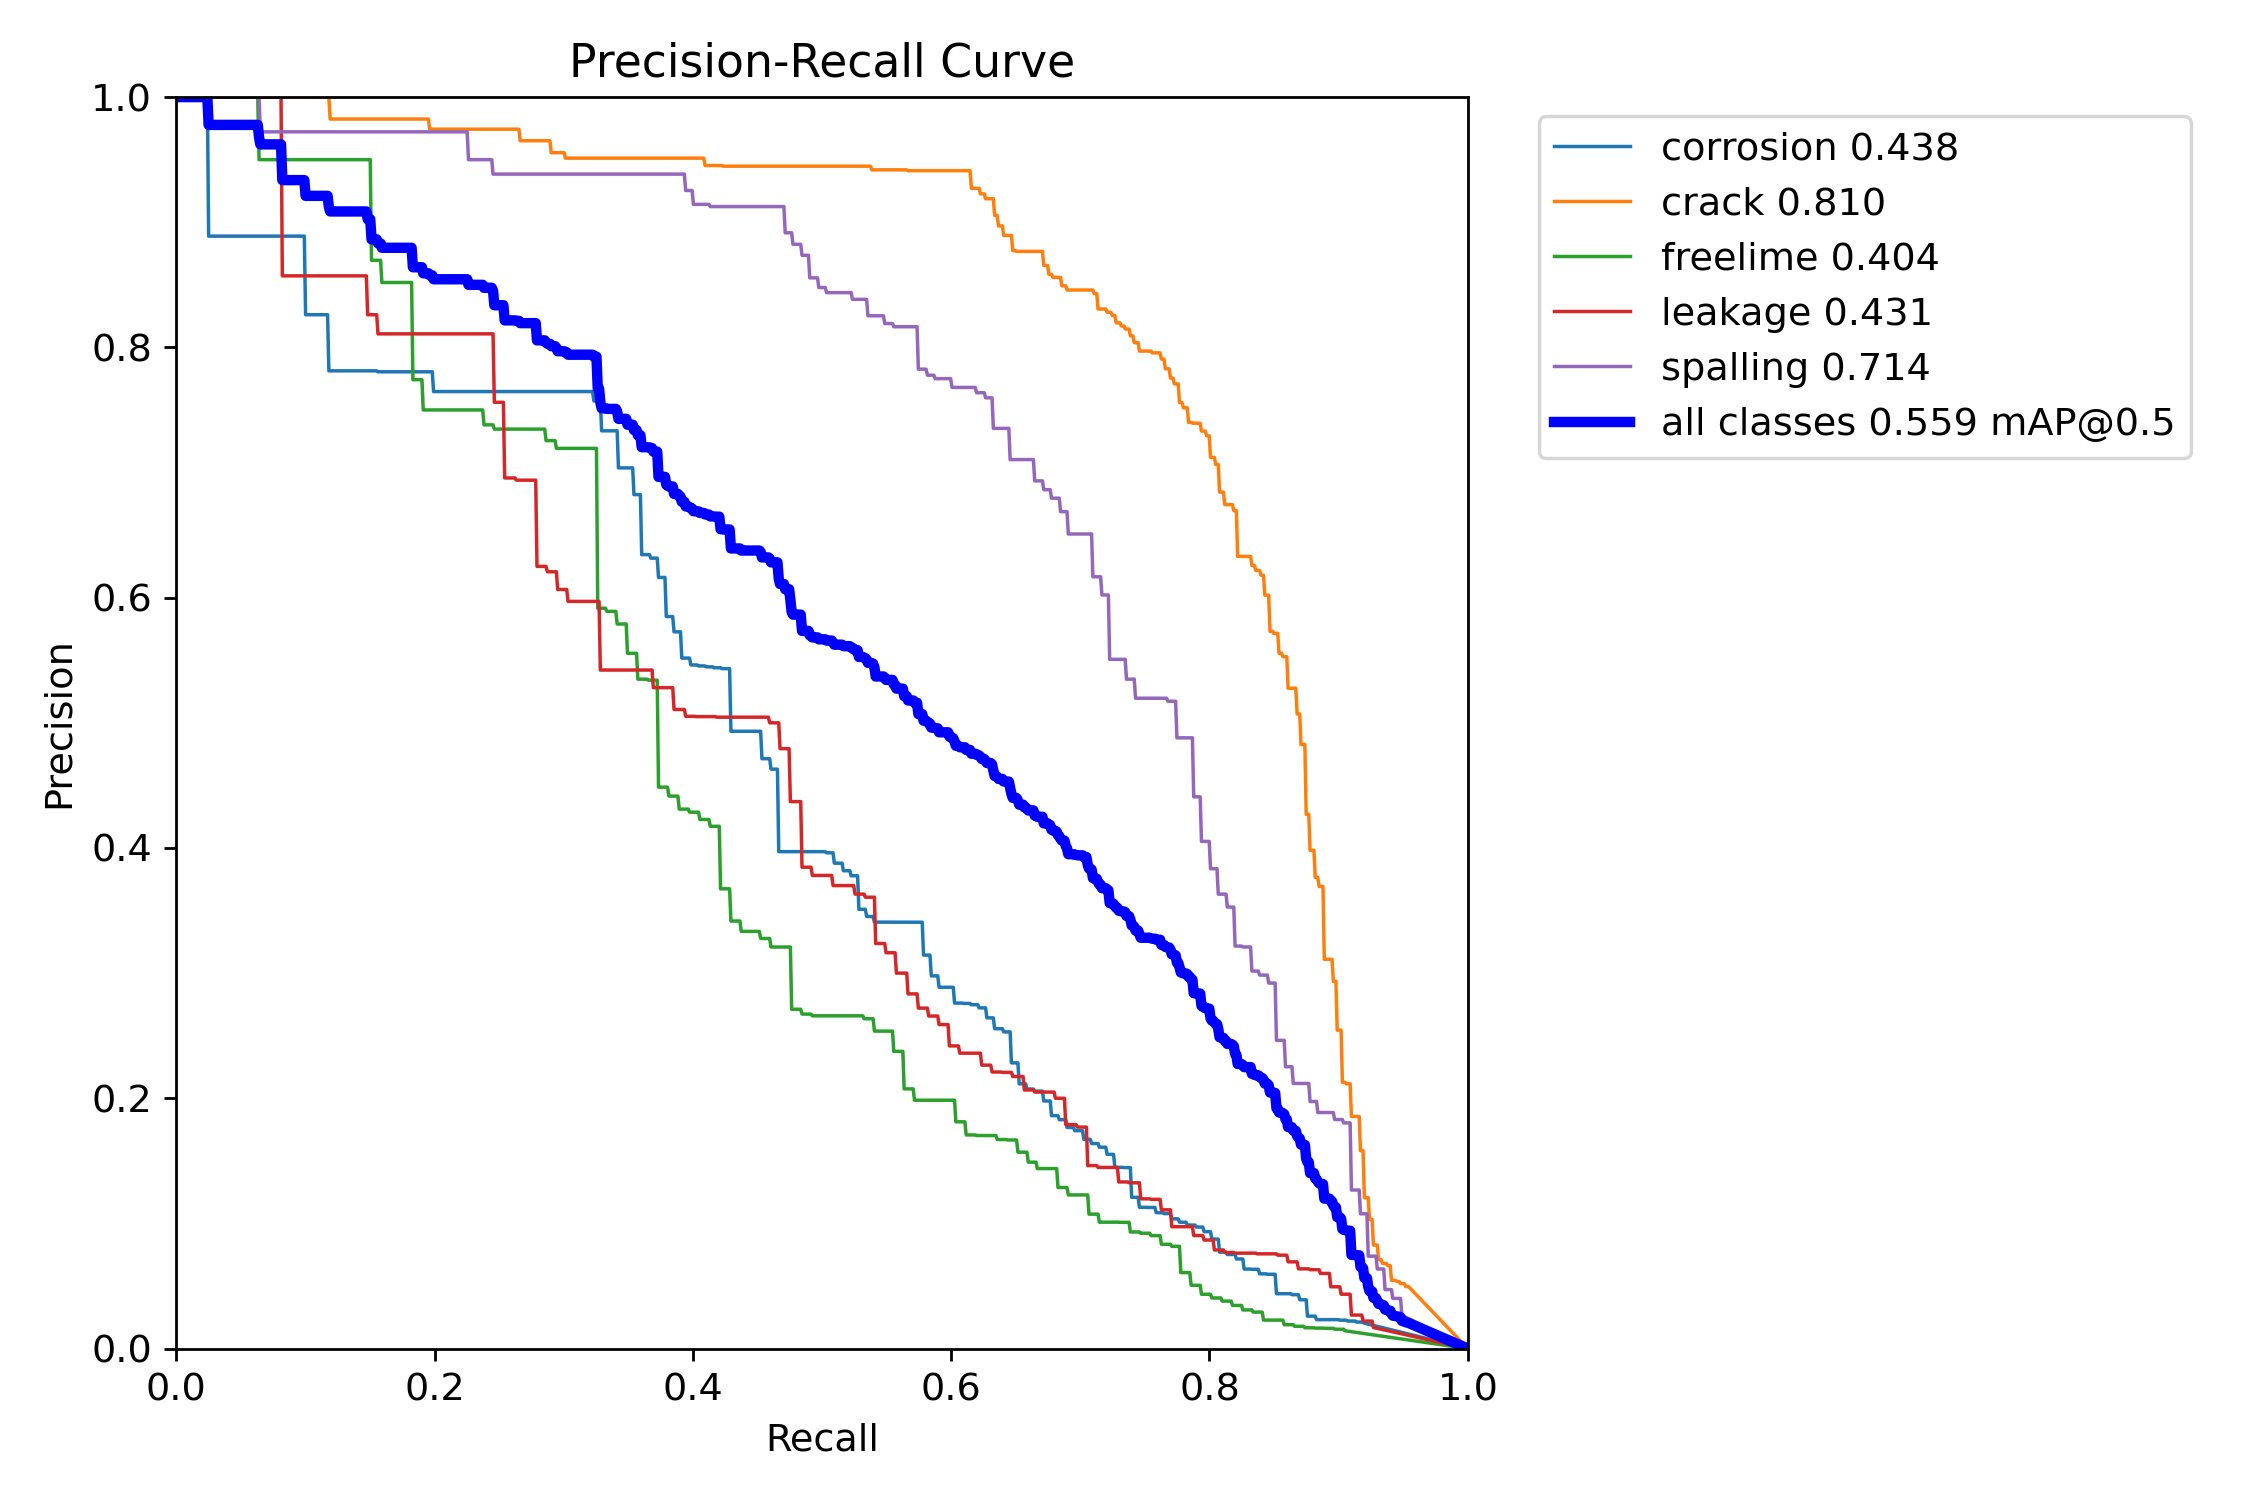 Precision-Recall Curve
1.0
0.8
0.6
0.4
0.2
0.0
Precision
0.0 0.2 0.4 0.6 0.8 1.0
Recall
corrosion 0.438
crack 0.810
freelime 0.404
leakage 0.431
spalling 0.714
all classes 0.559 mAP@0.5